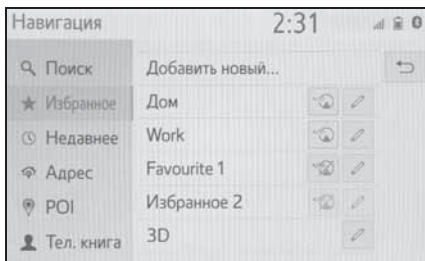 Навигация 2:31 0
Поиск
Избранное
Недавнее
Адрес
POI
Тел. книга
Добавить новый...
Дом
Work
Favourite 1
Избранное 2
3D